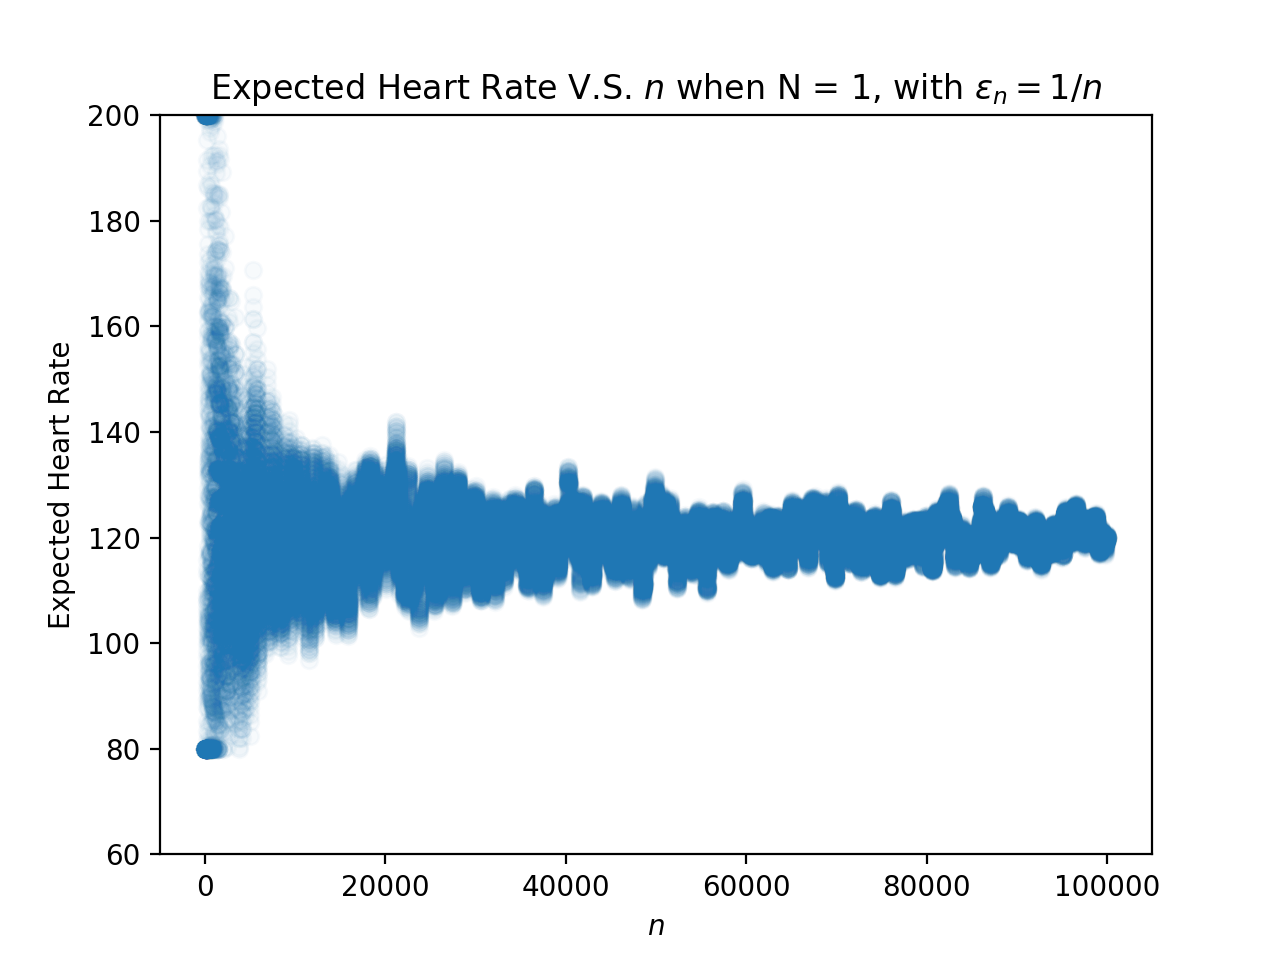 Expected Heart Rate V.S. n when N = 1, with εₙ = 1/n
200
180
160
140
120
100
80
60
Expected Heart Rate
0 20000 40000 60000 80000 100000
n